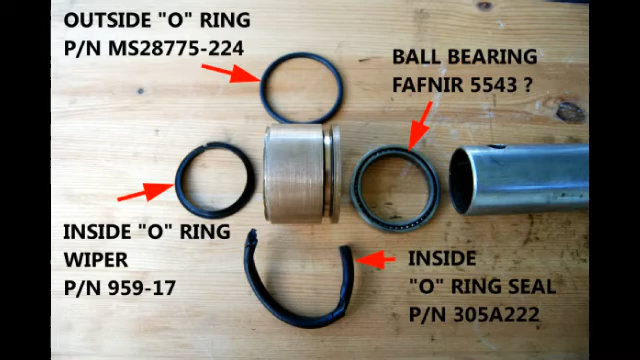 OUTSIDE "O" RING
P/N MS28775-224
BALL BEARING
FAFNIR 5543 ?
INSIDE "O" RING
WIPER
P/N 959-17
INSIDE
"O" RING SEAL
P/N 305A222